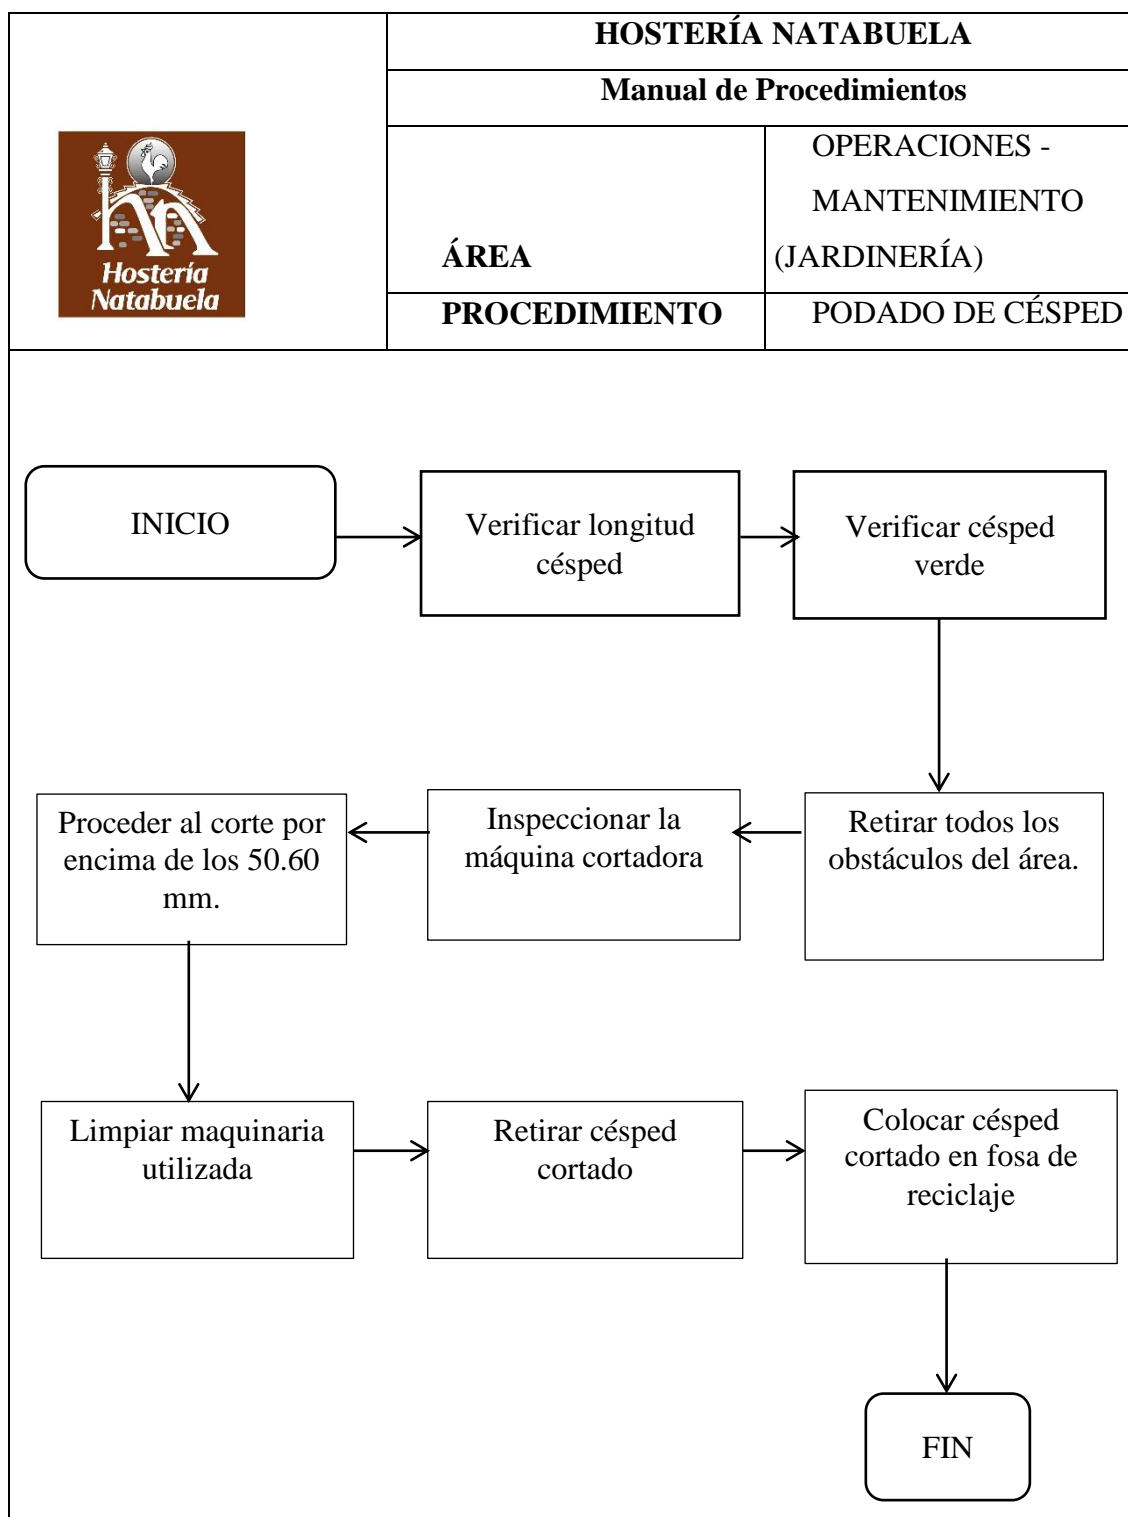 HOSTERÍA NATABUELA
Manual de Procedimientos
Hostería
Natabuela
ÁREA
OPERACIONES -
MANTENIMIENTO
(JARDINERÍA)
PROCEDIMIENTO
PODADO DE CÉSPED
INICIO
Verificar longitud
césped
Verificar césped
verde
Retirar todos los
obstáculos del área.
Inspeccionar la
máquina cortadora
Proceder al corte por
encima de los 50.60
mm.
Limpiar maquinaria
utilizada
Retirar césped
cortado
Colocar césped
cortado en fosa de
reciclaje
FIN